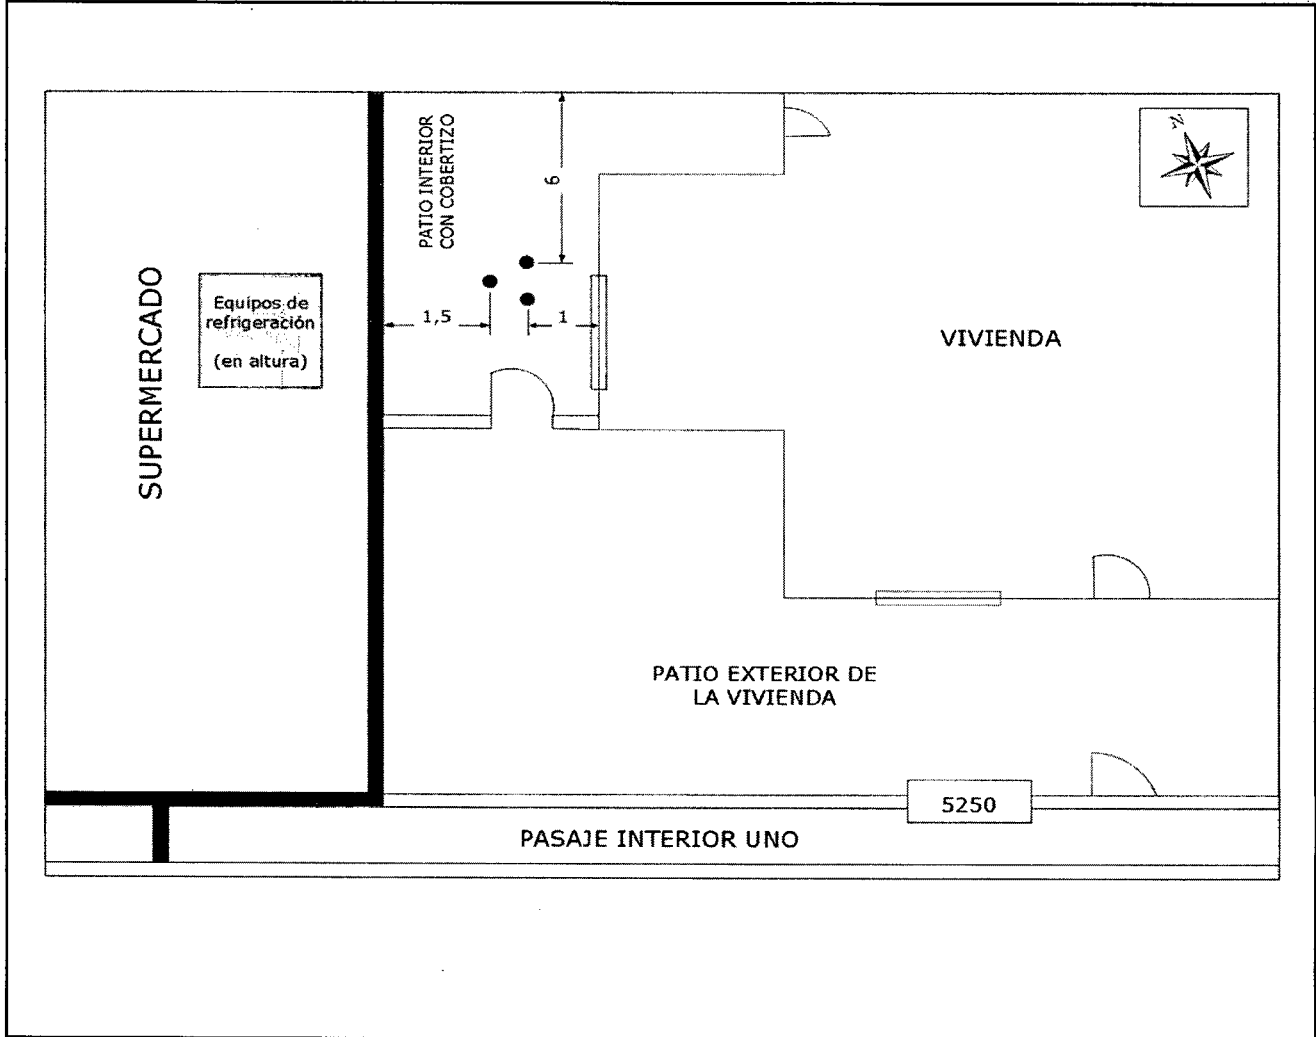 PATIO INTERIOR
CON COBERTIZO
6
N
SUPERMERCADO
Equipos de
refrigeración
(en altura)
1,5
1
VIVIENDA
PATIO EXTERIOR DE
LA VIVIENDA
5250
PASAJE INTERIOR UNO